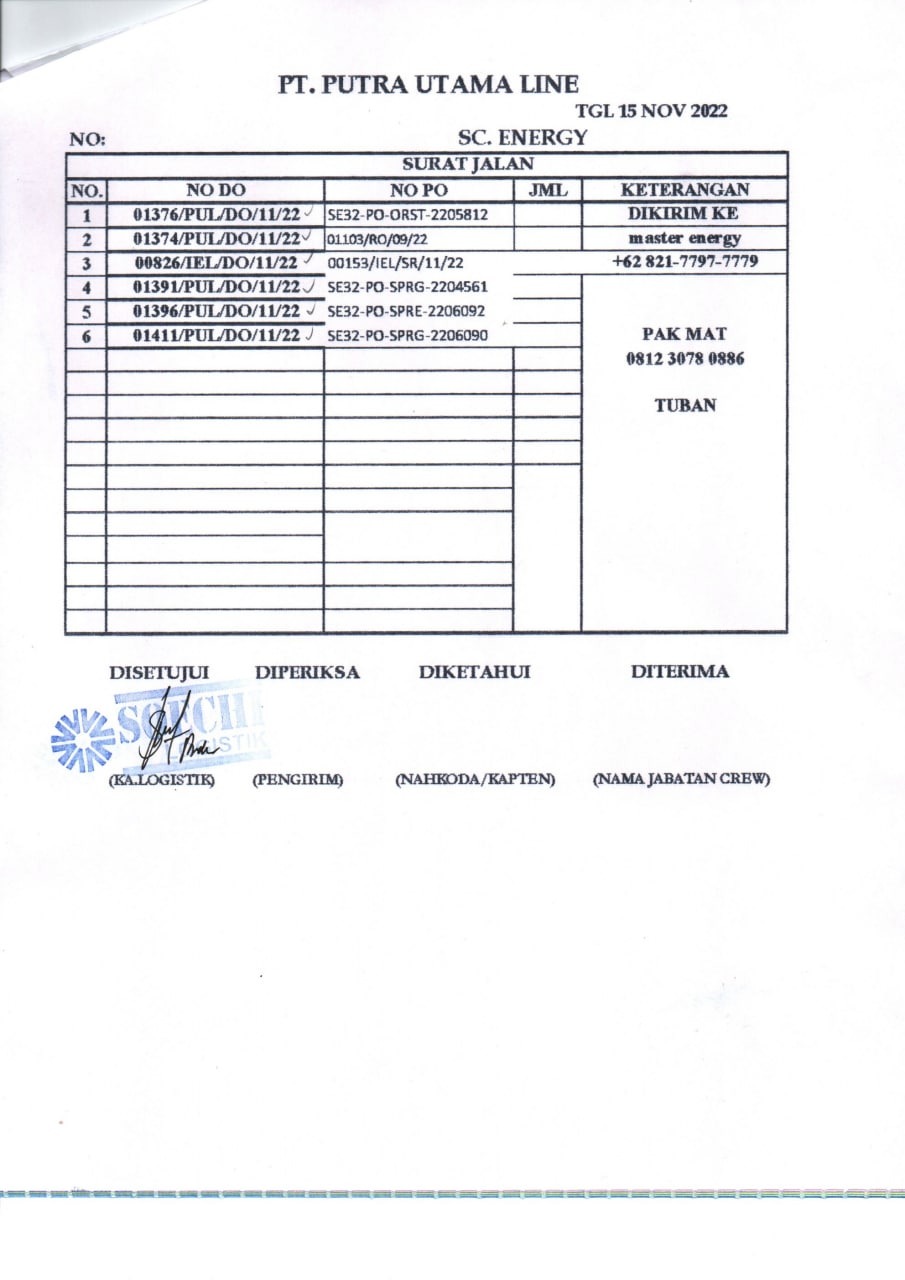 PT. PUTRA UTAMA LINE
TGL 15 NOV 2022
NO: SC. ENERGY
SURAT JALAN
NO. NO DO NO PO JML KETERANGAN
1 01376/PUL/DO/11/22 SE32-PO-ORST-2205812 DIKIRIM KE
2 01374/PUL/DO/11/22 01103/RO/09/22 master energy
3 00826/IEL/DO/11/22 00153/IEL/SR/11/22 +62 821-7797-7779
4 01391/PUL/DO/11/22 SE32-PO-SPRG-2204561
5 01396/PUL/DO/11/22 SE32-PO-SPRE-2206092
6 01411/PUL/DO/11/22 SE32-PO-SPRG-2206090 PAK MAT
0812 3078 0886
TUBAN
DISETUJUI DIPERIKSA DIKETAHUI DITERIMA
SOECHI
(KA.LOGISTIK) (PENGIRIM) (NAHKODA/KAPTEN) (NAMA JABATAN CREW)